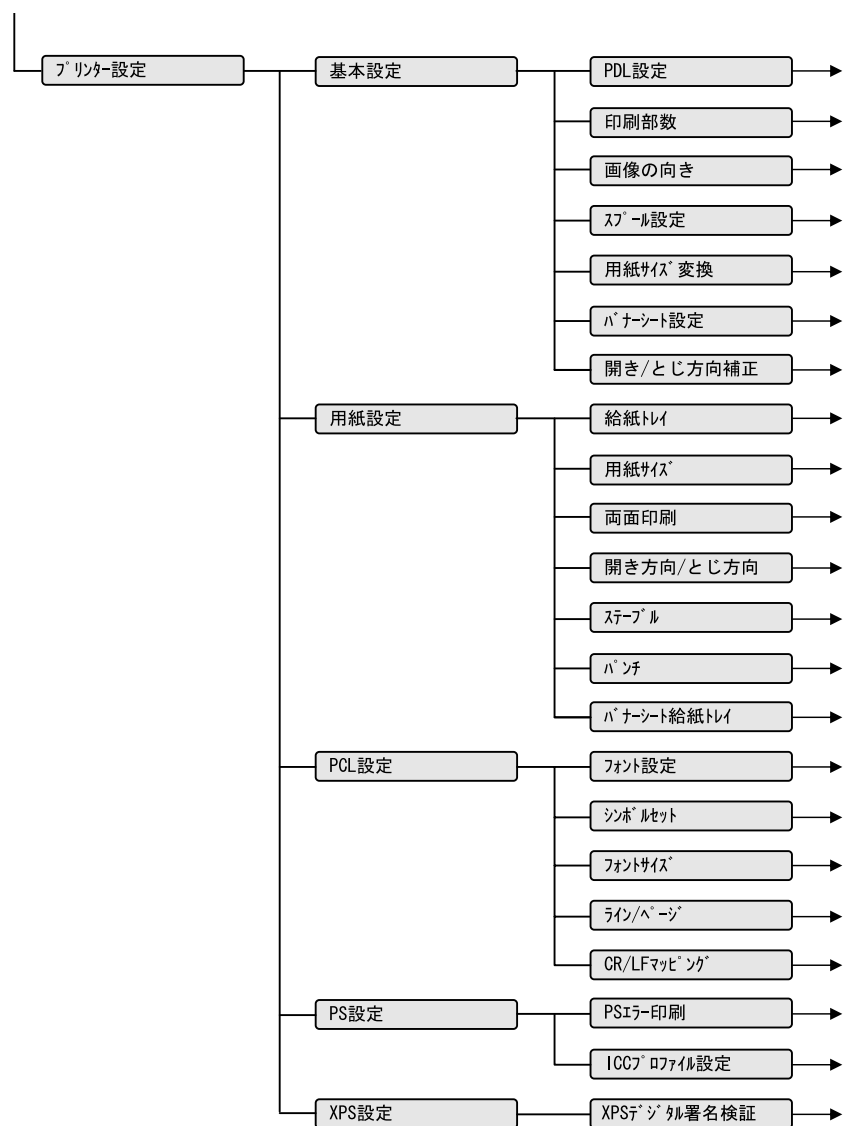 ﾌﾟﾘﾝﾀｰ設定
基本設定
PDL設定
印刷部数
画像の向き
ｽﾌﾟｰﾙ設定
用紙ｻｲｽﾞ変換
ﾊﾞﾅｰｼｰﾄ設定
開き/とじ方向補正
用紙設定
給紙ﾄﾚｲ
用紙ｻｲｽﾞ
両面印刷
開き方向/とじ方向
ｽﾃｰﾌﾟﾙ
ﾊﾟﾝﾁ
ﾊﾞﾅｰｼｰﾄ給紙ﾄﾚｲ
PCL設定
ﾌｫﾝﾄ設定
ｼﾝﾎﾞﾙｾｯﾄ
ﾌｫﾝﾄｻｲｽﾞ
ﾗｲﾝ/ﾍﾟｰｼﾞ
CR/LFﾏｯﾋﾟﾝｸﾞ
PS設定
PSｴﾗｰ印刷
ICCﾌﾟﾛﾌｧｲﾙ設定
XPS設定
XPSﾃﾞｼﾞﾀﾙ署名検証